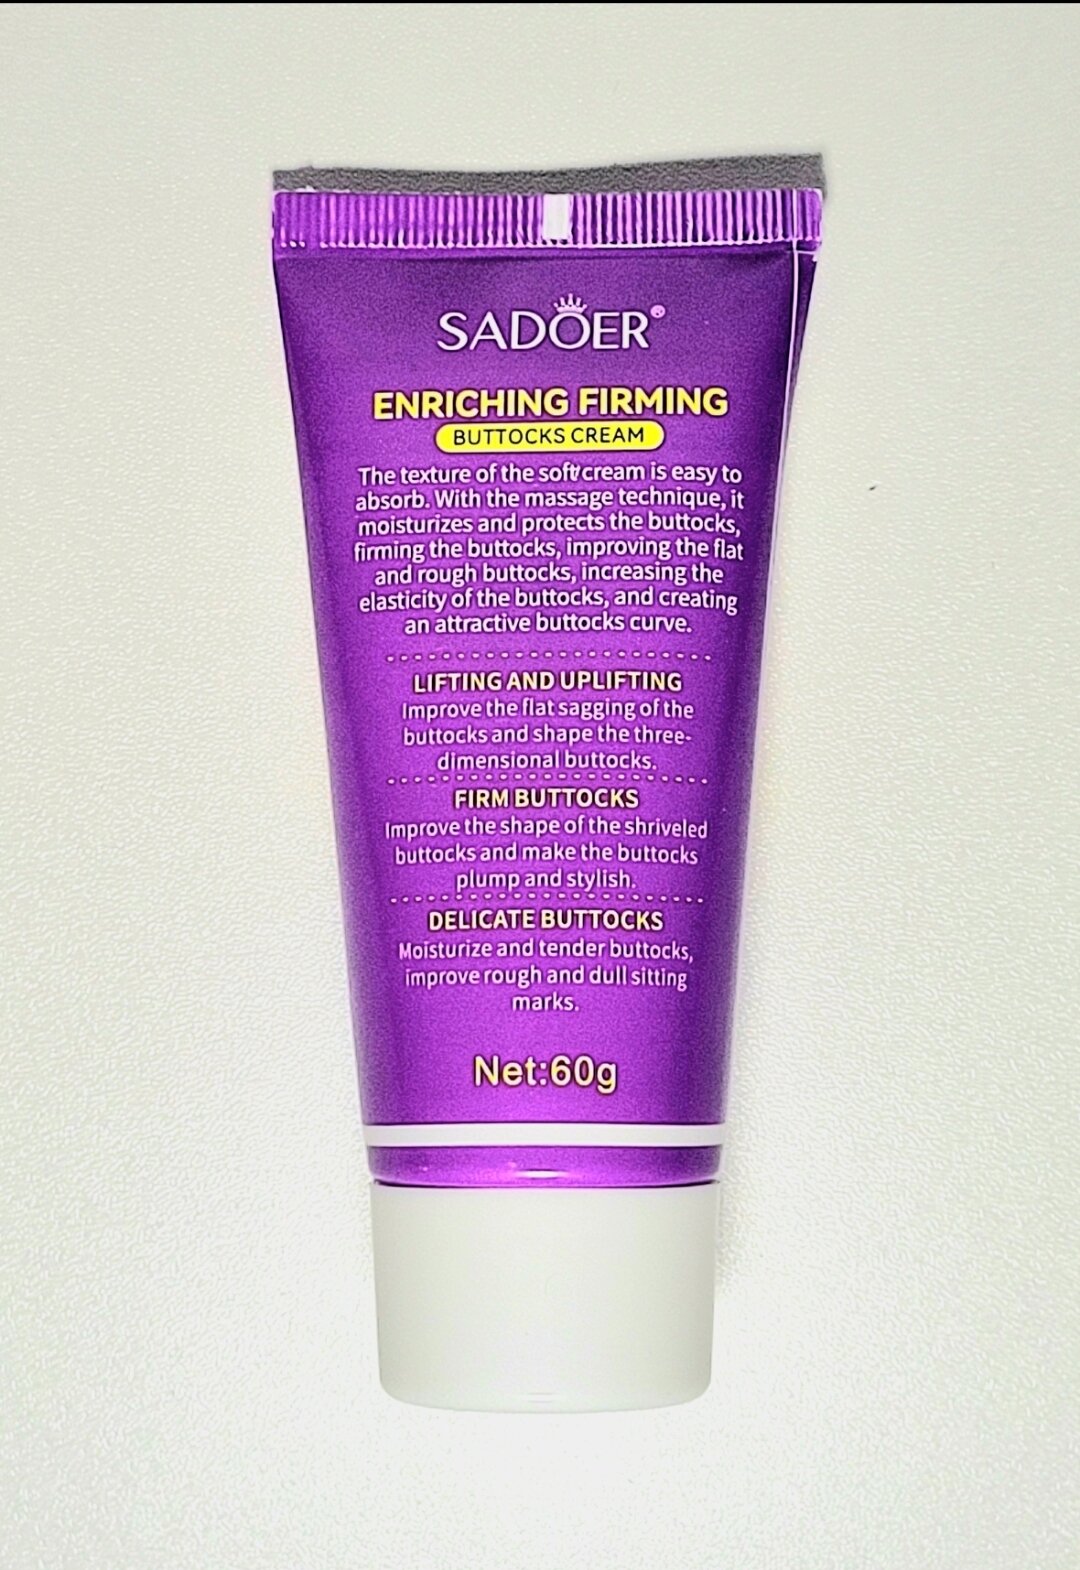 SADOER®
ENRICHING FIRMING
BUTTOCKS CREAM
The texture of the soft cream is easy to
absorb. With the massage technique, it
moisturizes and protects the buttocks,
firming the buttocks, improving the flat
and rough buttocks, increasing the
elasticity of the buttocks, and creating
an attractive buttocks curve.
LIFTING AND UPLIFTING
Improve the flat sagging of the
buttocks and shape the three-
dimensional buttocks.
FIRM BUTTOCKS
Improve the shape of the shriveled
buttocks and make the buttocks
plump and stylish.
DELICATE BUTTOCKS
Moisturize and tender buttocks,
improve rough and dull sitting
marks.
Net:60g